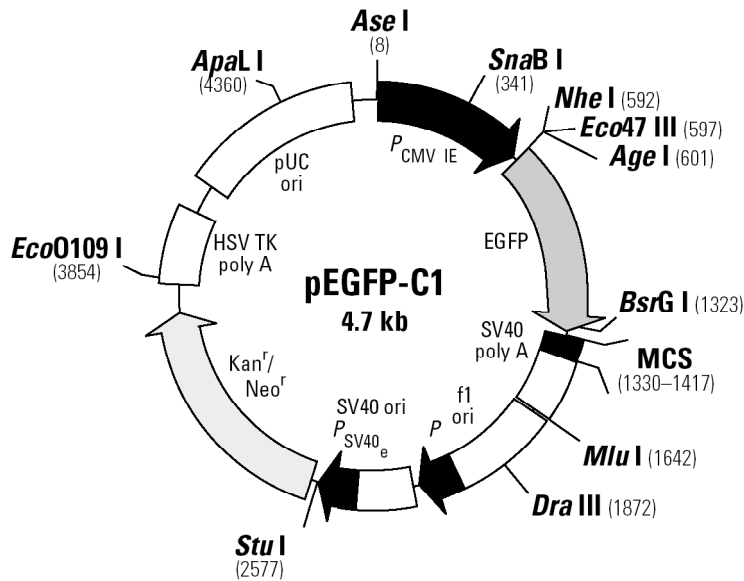 Ase I
(8)
SnaB I
(341)
Nhe I (592)
Eco47 III (597)
Age I (601)
ApaL I
(4360)
PCMV IE
pUC
ori
EGFP
HSV TK
poly A
EcoO109 I
(3854)
pEGFP-C1
4.7 kb
BsrG I (1323)
SV40
poly A
MCS
(1330–1417)
Kanr/
Neor
SV40 ori
PSV40e
f1
ori
P
Mlu I (1642)
Dra III (1872)
Stu I
(2577)